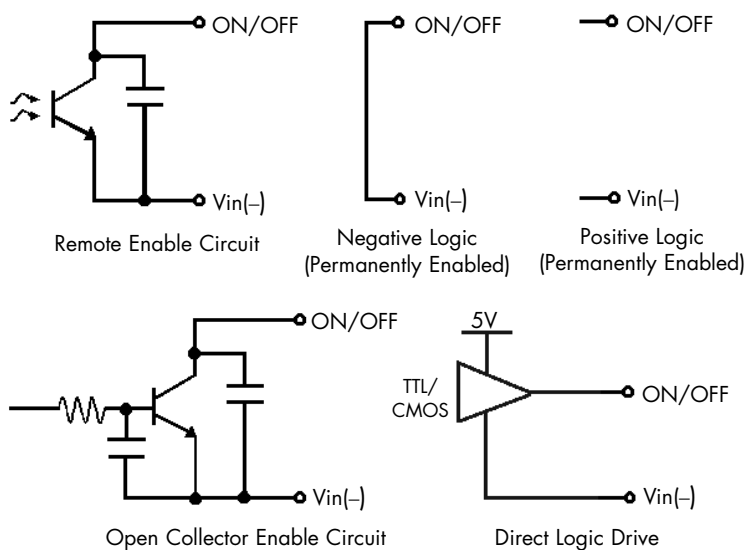 ON/OFF
Vin(–)
Remote Enable Circuit
ON/OFF
Vin(–)
Negative Logic
(Permanently Enabled)
ON/OFF
Vin(–)
Positive Logic
(Permanently Enabled)
ON/OFF
Vin(–)
Open Collector Enable Circuit
5V
TTL/
CMOS
ON/OFF
Vin(–)
Direct Logic Drive